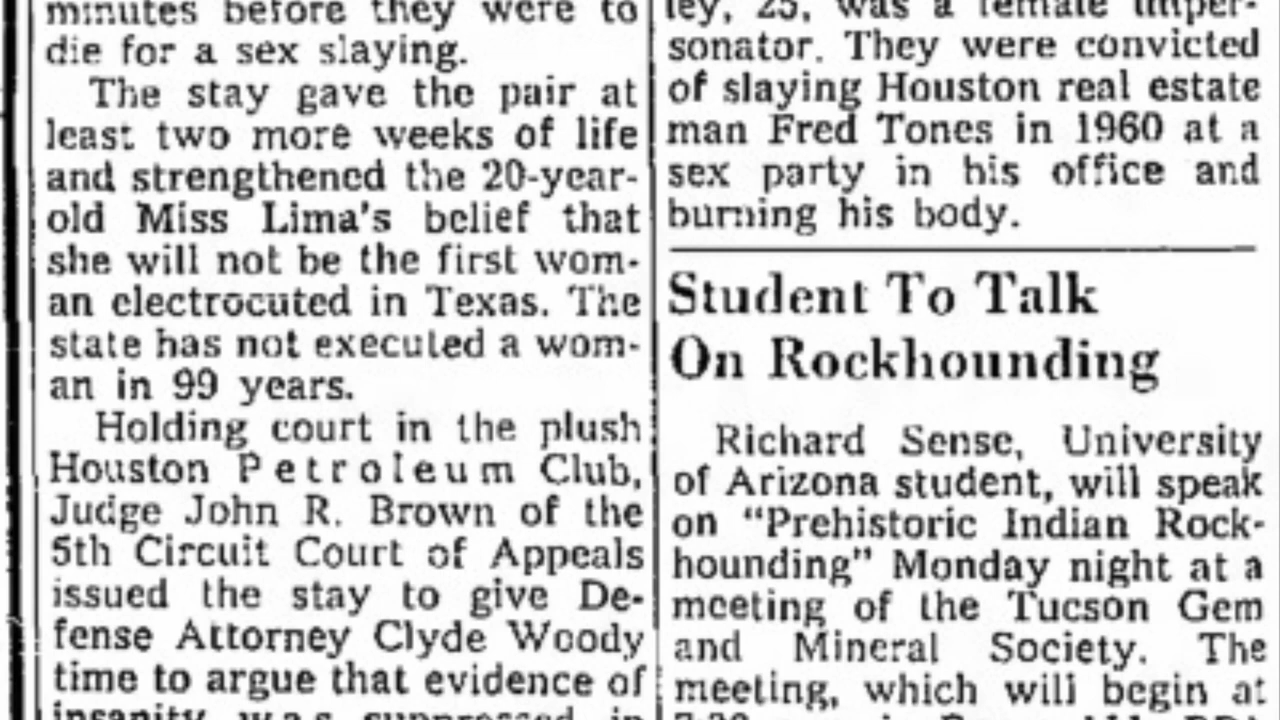 minutes before they were to
die for a sex slaying.
The stay gave the pair at
least two more weeks of life
and strengthened the 20-year-
old Miss Lima's belief that
she will not be the first wom-
an electrocuted in Texas. The
state has not executed a wom-
an in 99 years.
Holding court in the plush
Houston Petroleum Club,
Judge John R. Brown of the
5th Circuit Court of Appeals
issued the stay to give De-
fense Attorney Clyde Woody
time to argue that evidence of
insanity was suppressed in
ley, 25, was a female imper-
sonator. They were convicted
of slaying Houston real estate
man Fred Tones in 1960 at a
sex party in his office and
burning his body.
Student To Talk
On Rockhounding
Richard Sense, University
of Arizona student, will speak
on "Prehistoric Indian Rock-
hounding" Monday night at a
meeting of the Tucson Gem
and Mineral Society. The
meeting, which will begin at